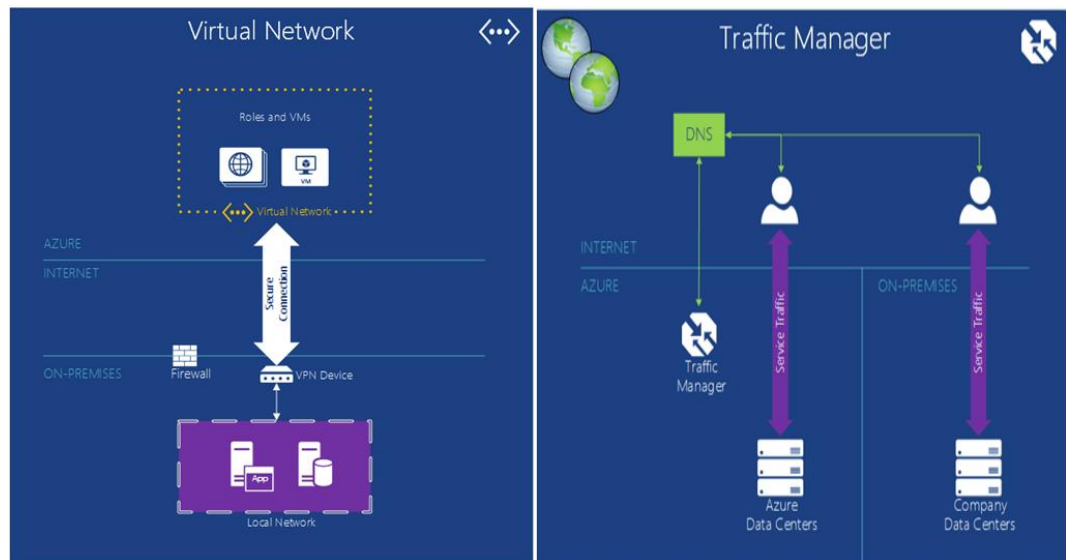 Virtual Network
Roles and VMs
VM
Virtual Network
AZURE
INTERNET
Secure
Connection
ON-PREMISES
Firewall
VPN Device
App
Local Network
Traffic Manager
DNS
INTERNET
AZURE
ON-PREMISES
Service Traffic
Service Traffic
Traffic
Manager
Azure
Data Centers
Company
Data Centers